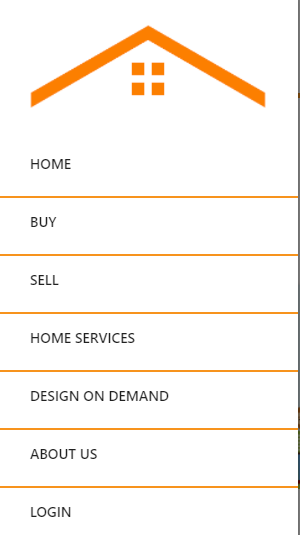 HOME
BUY
SELL
HOME SERVICES
DESIGN ON DEMAND
ABOUT US
LOGIN